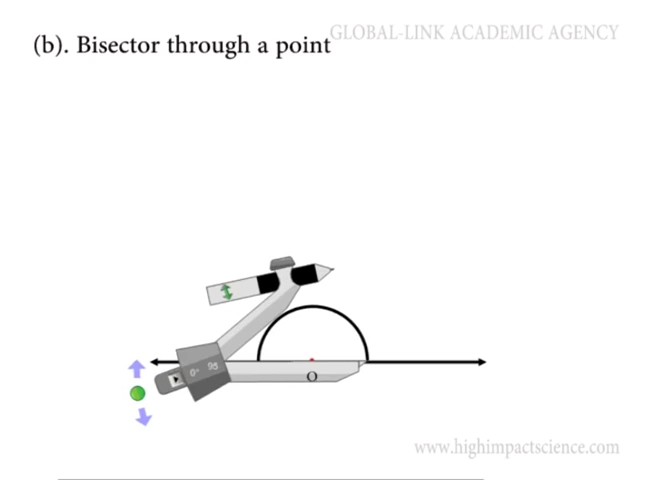 GLOBAL-LINK ACADEMIC AGENCY
(b). Bisector through a point
O
www.highimpactscience.com